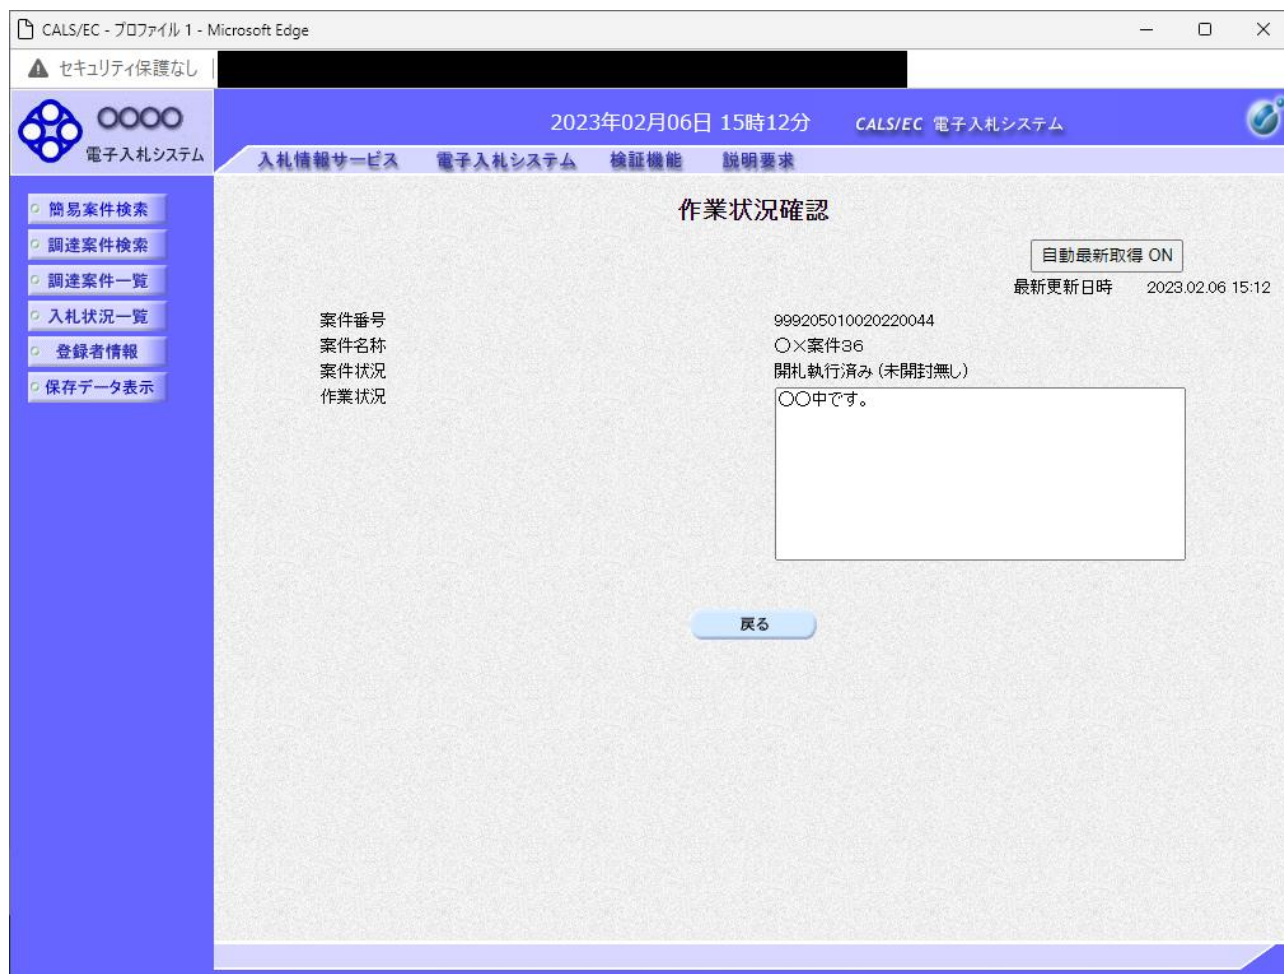 CALS/EC - プロファイル 1 - Microsoft Edge
セキュリティ保護なし
〇〇〇〇
電子入札システム
2023年02月06日 15時12分
CALS/EC 電子入札システム
入札情報サービス 電子入札システム 検証機能 説明要求
簡易案件検索
調達案件検索
調達案件一覧
入札状況一覧
登録者情報
保存データ表示
作業状況確認
自動最新取得 ON
最新更新日時 2023.02.06 15:12
案件番号 999205010020220044
案件名称 〇×案件36
案件状況 開札執行済み (未開封無し)
作業状況 〇〇中です。
戻る